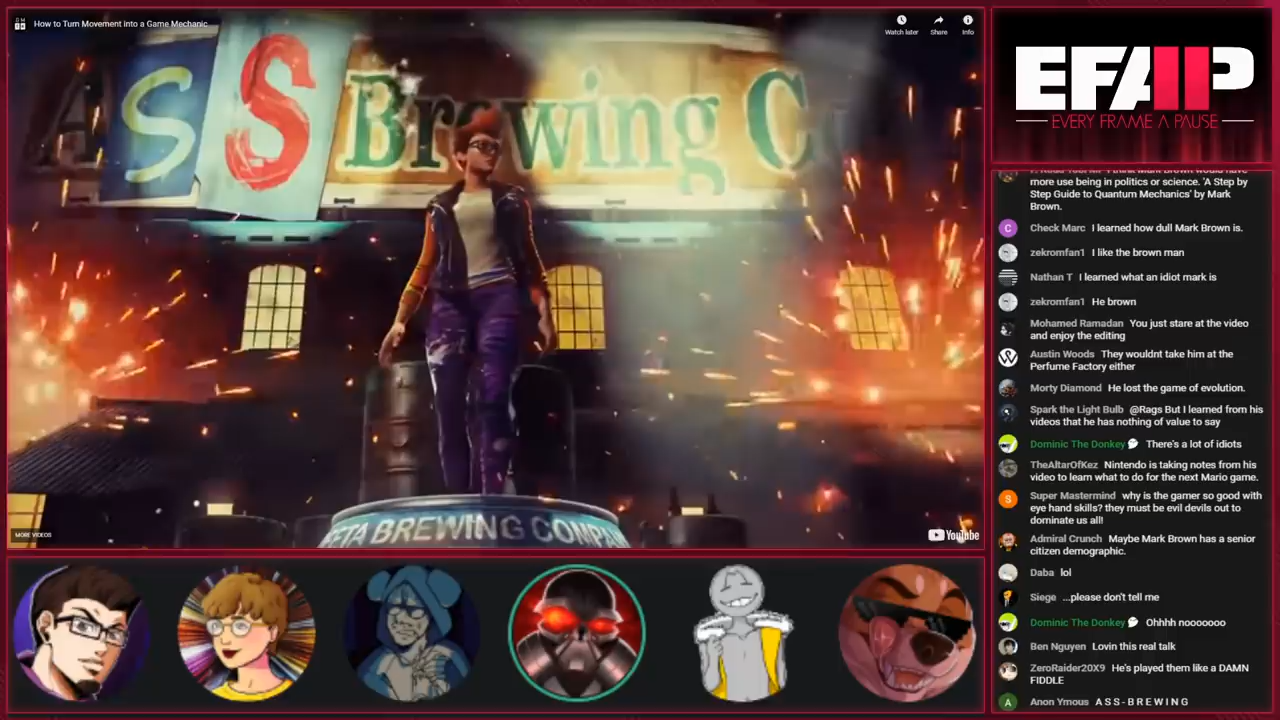 How to Turn Movement into a Game Mechanic
Watch later
Share
Info
ASS Brewing Co
BETA BREWING COMPAN
MORE VIDEOS
YouTube
EFAP
EVERY FRAME A PAUSE
more use being in politics or science. 'A Step by
Step Guide to Quantum Mechanics' by Mark
Brown.
Check Marc I learned how dull Mark Brown is.
zekromfan1 I like the brown man
Nathan T I learned what an idiot mark is
zekromfan1 He brown
Mohamed Ramadan You just stare at the video
and enjoy the editing
Austin Woods They wouldnt take him at the
Perfume Factory either
Morty Diamond He lost the game of evolution.
Spark the Light Bulb @Rags But I learned from his
videos that he has nothing of value to say
Dominic The Donkey There's a lot of idiots
TheAltarOfKez Nintendo is taking notes from his
video to learn what to do for the next Mario game.
Super Mastermind why is the gamer so good with
eye hand skills? they must be evil devils out to
dominate us all!
Admiral Crunch Maybe Mark Brown has a senior
citizen demographic.
Daba lol
Siege ...please don't tell me
Dominic The Donkey Ohhhh nooooooo
Ben Nguyen Lovin this real talk
ZeroRaider20X9 He's played them like a DAMN
FIDDLE
Anon Ymous A S S - B R E W I N G